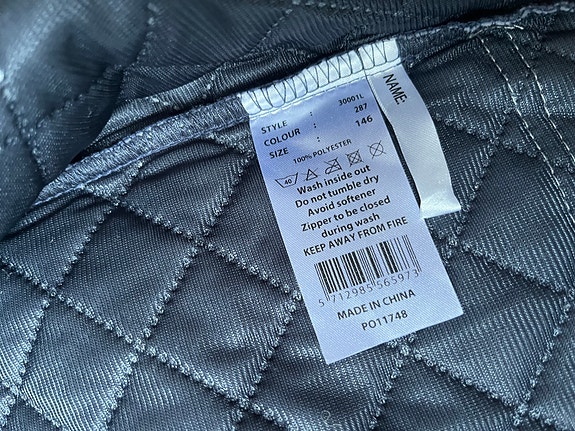 STYLE : 30001L
COLOUR : 287
SIZE : 146
100% POLYESTER
40
Wash inside out
Do not tumble dry
Avoid softener
Zipper to be closed
during wash
KEEP AWAY FROM FIRE
5 712985 565973
MADE IN CHINA
PO11748
NAME: